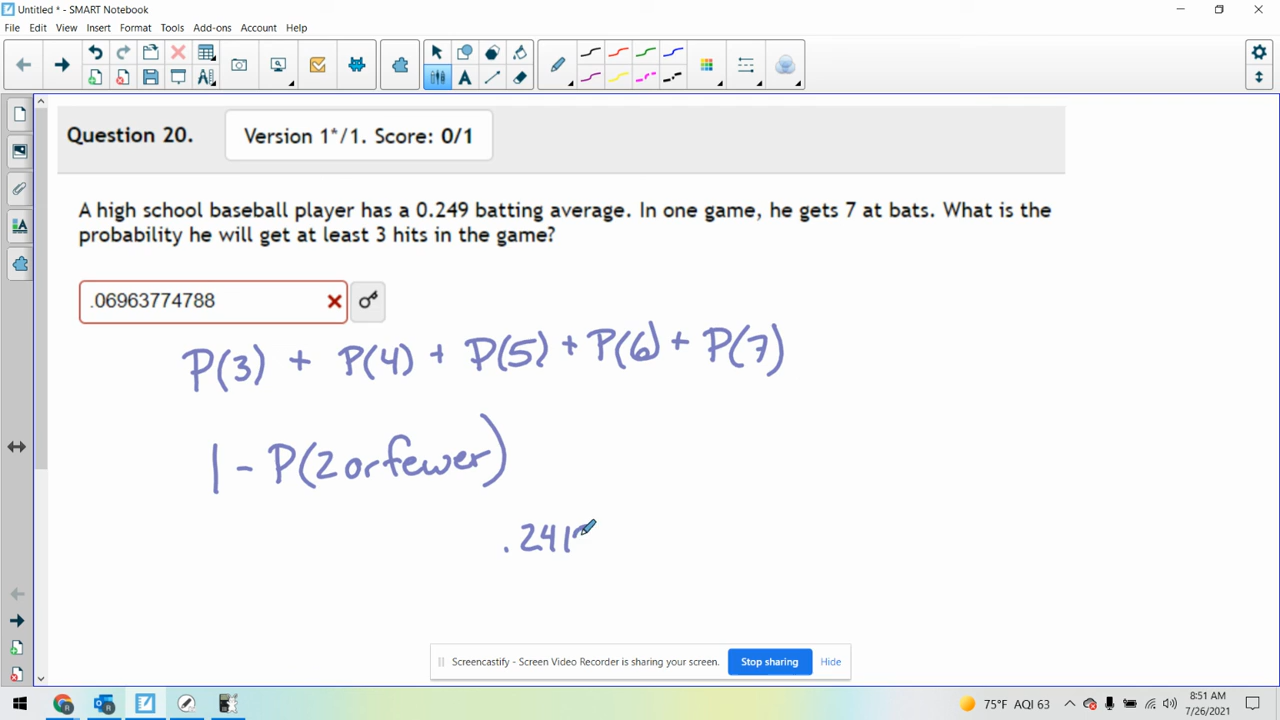 Untitled * - SMART Notebook
File Edit View Insert Format Tools Add-ons Account Help
Question 20. Version 1*/1. Score: 0/1
A high school baseball player has a 0.249 batting average. In one game, he gets 7 at bats. What is the
probability he will get at least 3 hits in the game?
.06963774788
P(3) + P(4) + P(5) + P(6) + P(7)
1 - P(2 or fewer)
.241
Screencastify - Screen Video Recorder is sharing your screen. Stop sharing Hide
75°F AQI 63
8:51 AM
7/26/2021